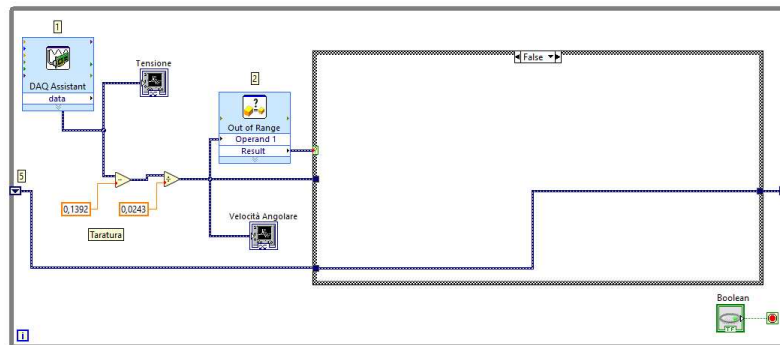 1
DAQ Assistant
data
Tensione
2
Out of Range
Operand 1
Result
False
5
0,1392
0,0243
Taratura
Velocità Angolare
Boolean
TF
i